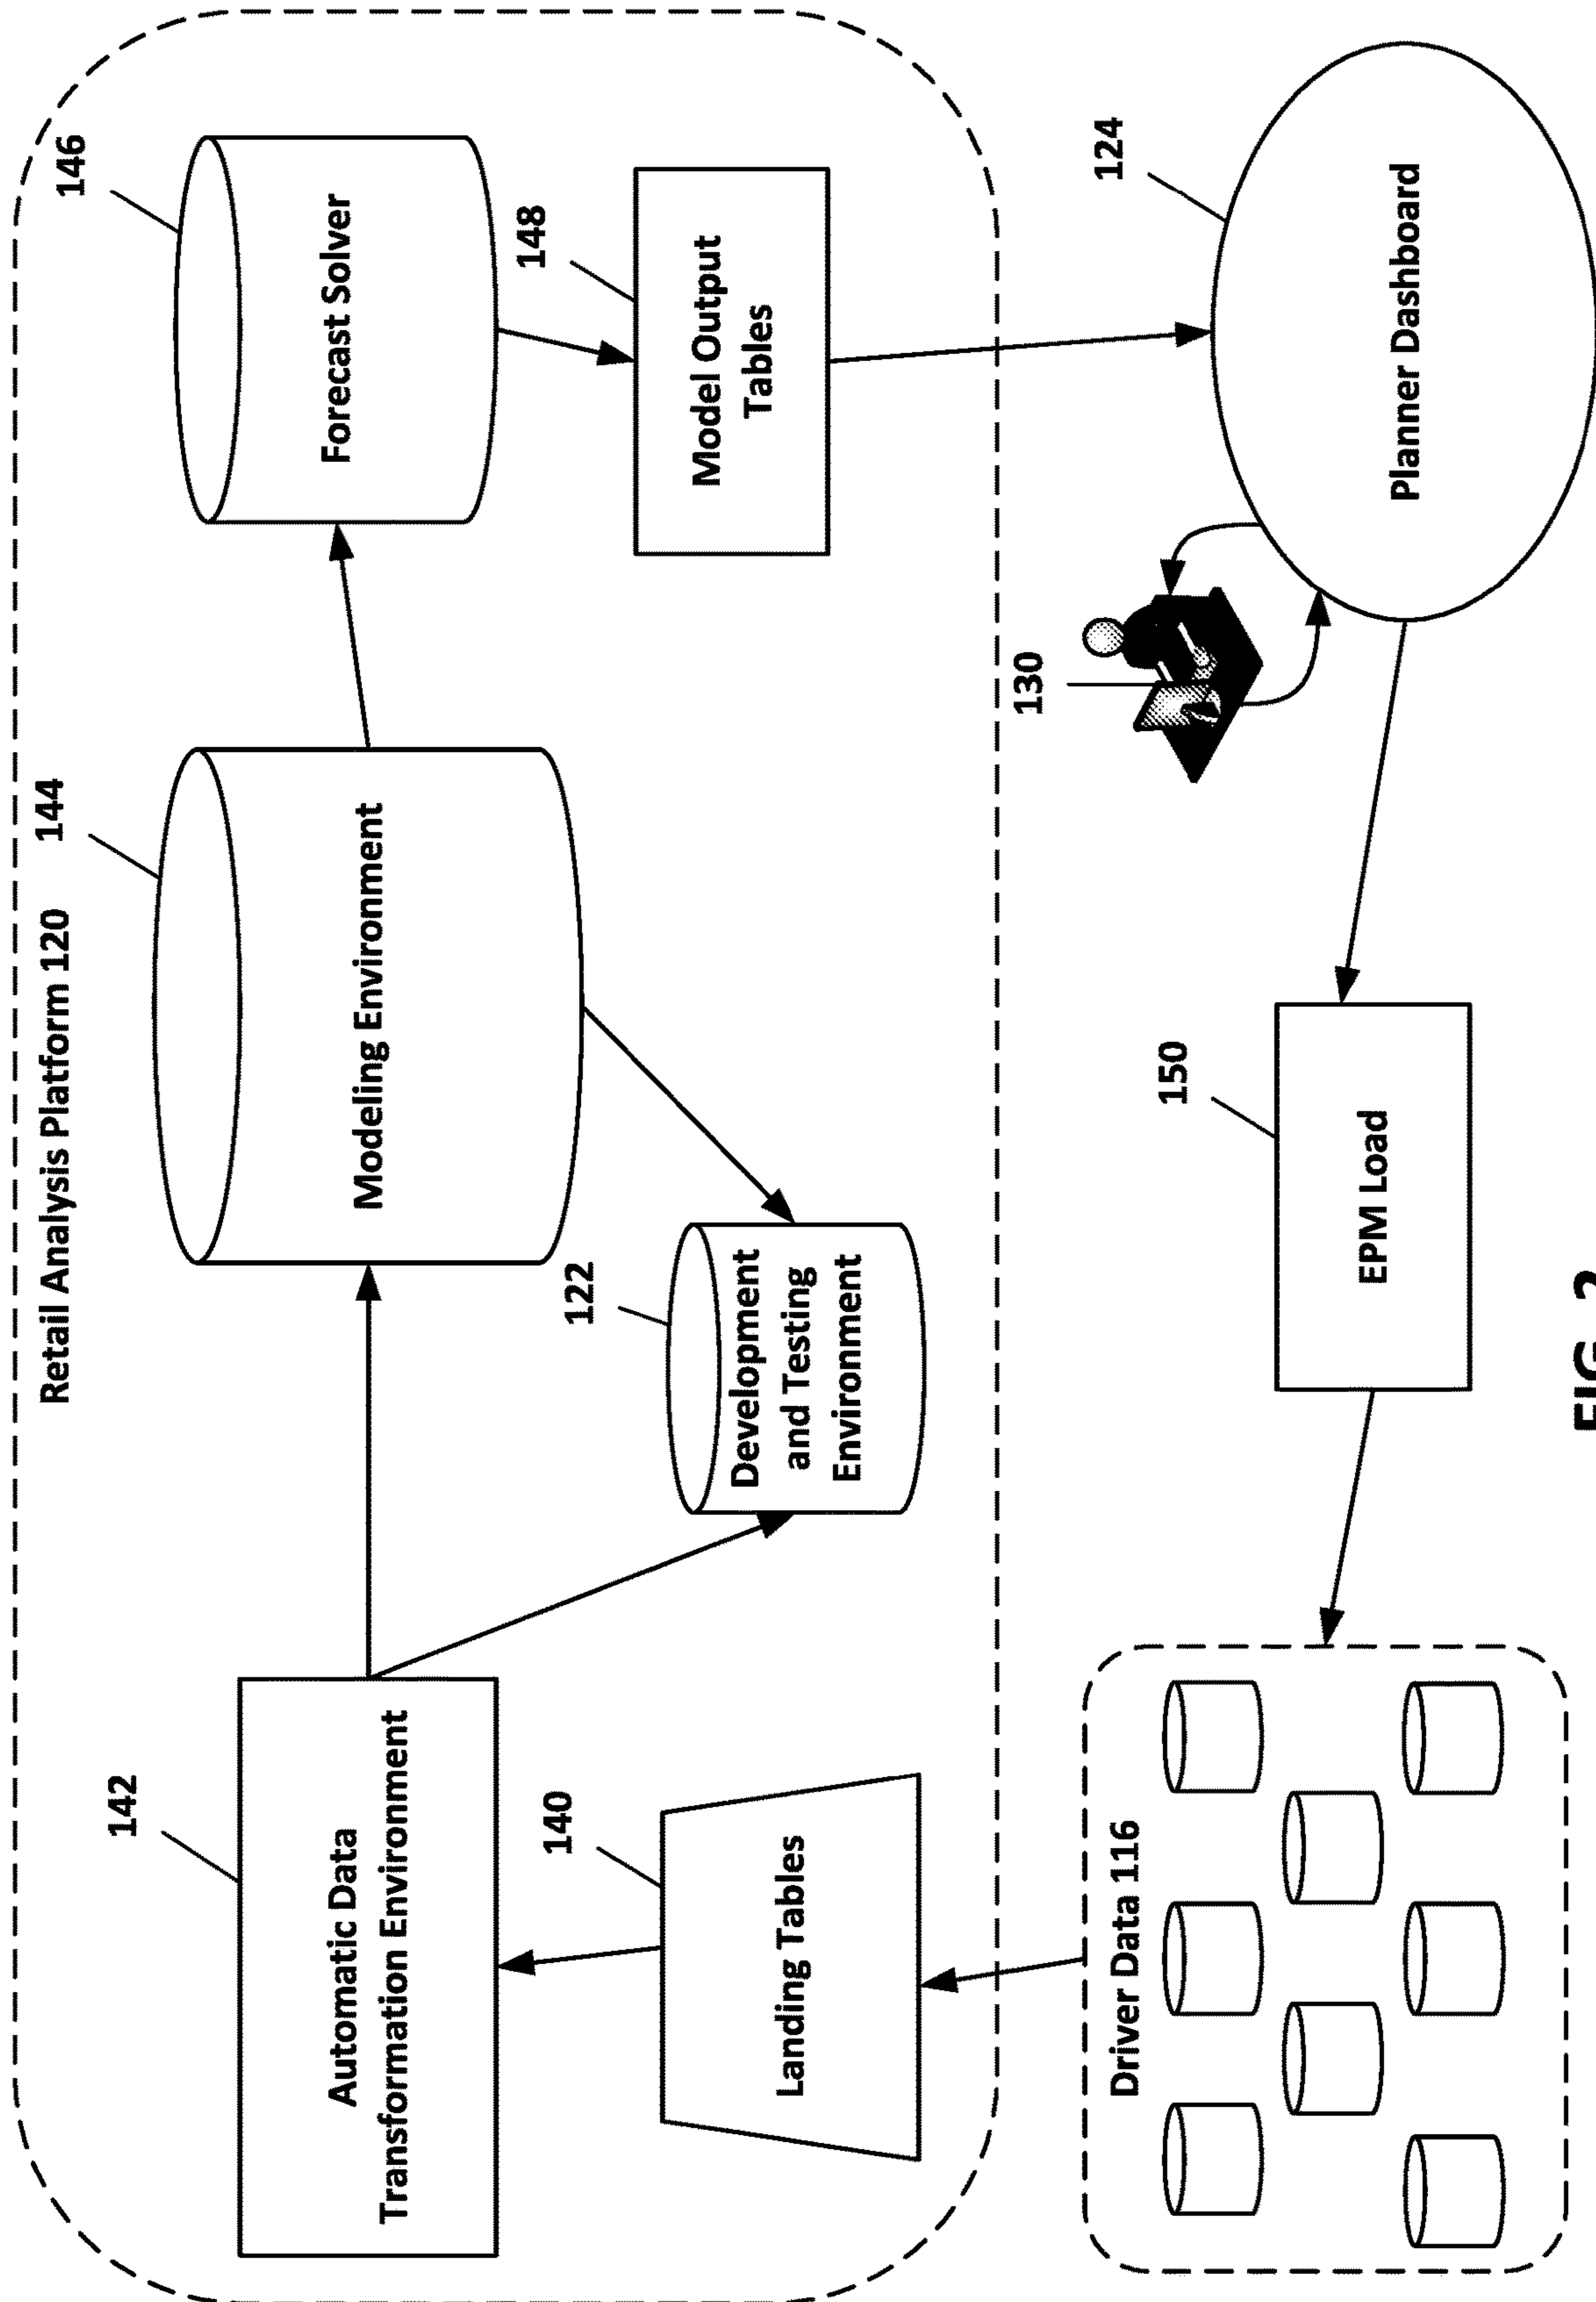 Retail Analysis Platform 120
142
Automatic Data
Transformation Environment
144
Modeling Environment
146
Forecast Solver
140
Landing Tables
122
Development
and Testing
Environment
148
Model Output
Tables
Driver Data 116
150
EPM Load
130
124
Planner Dashboard
FIG. 2